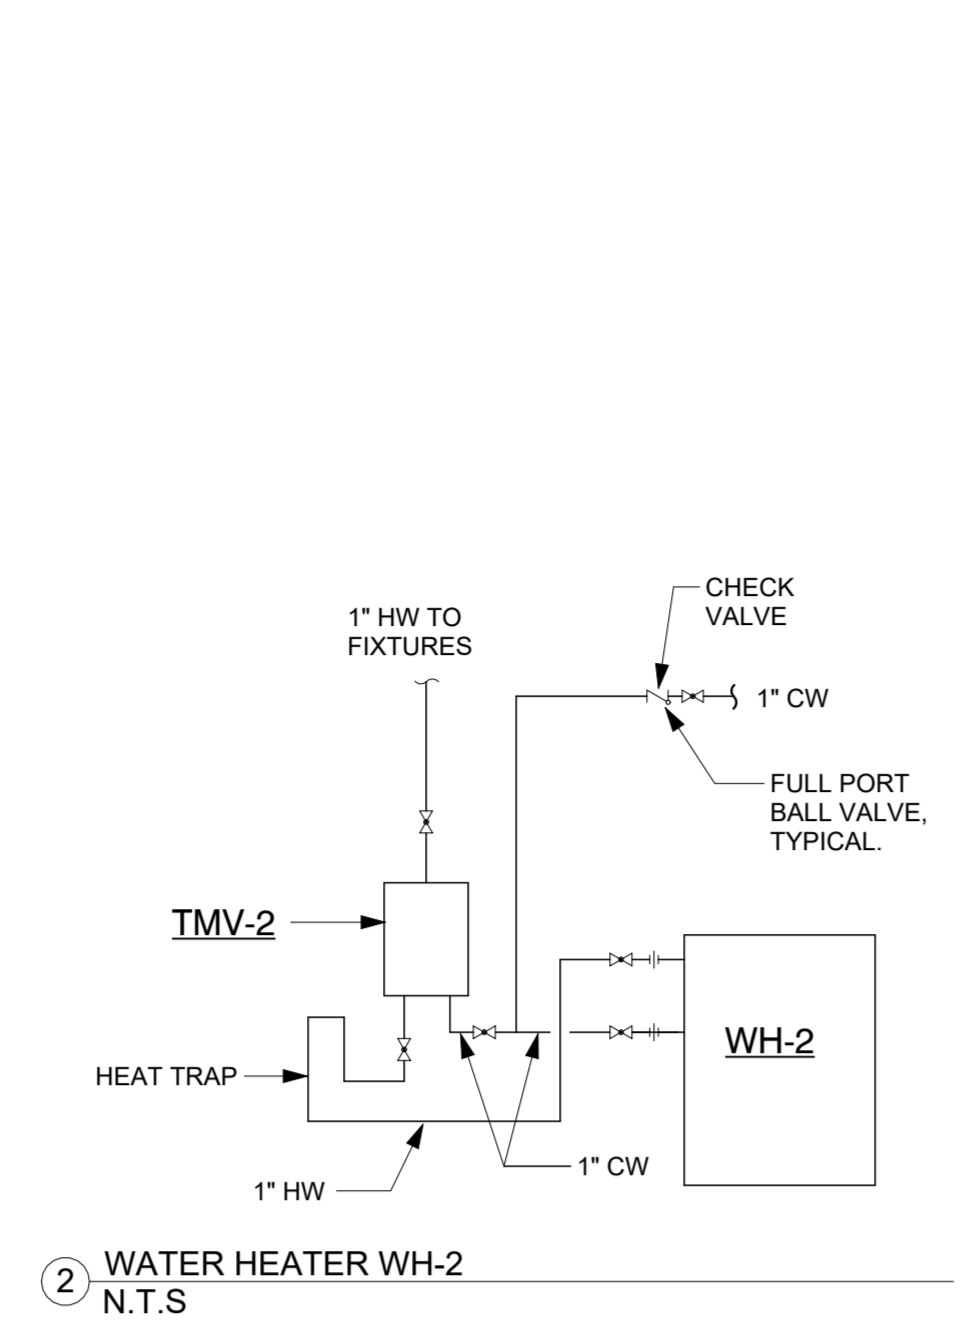 CHECK
VALVE
1" HW TO
FIXTURES
1" CW
FULL PORT
BALL VALVE,
TYPICAL.
TMV-2
WH-2
HEAT TRAP
1" CW
1" HW
2
WATER HEATER WH-2
N.T.S